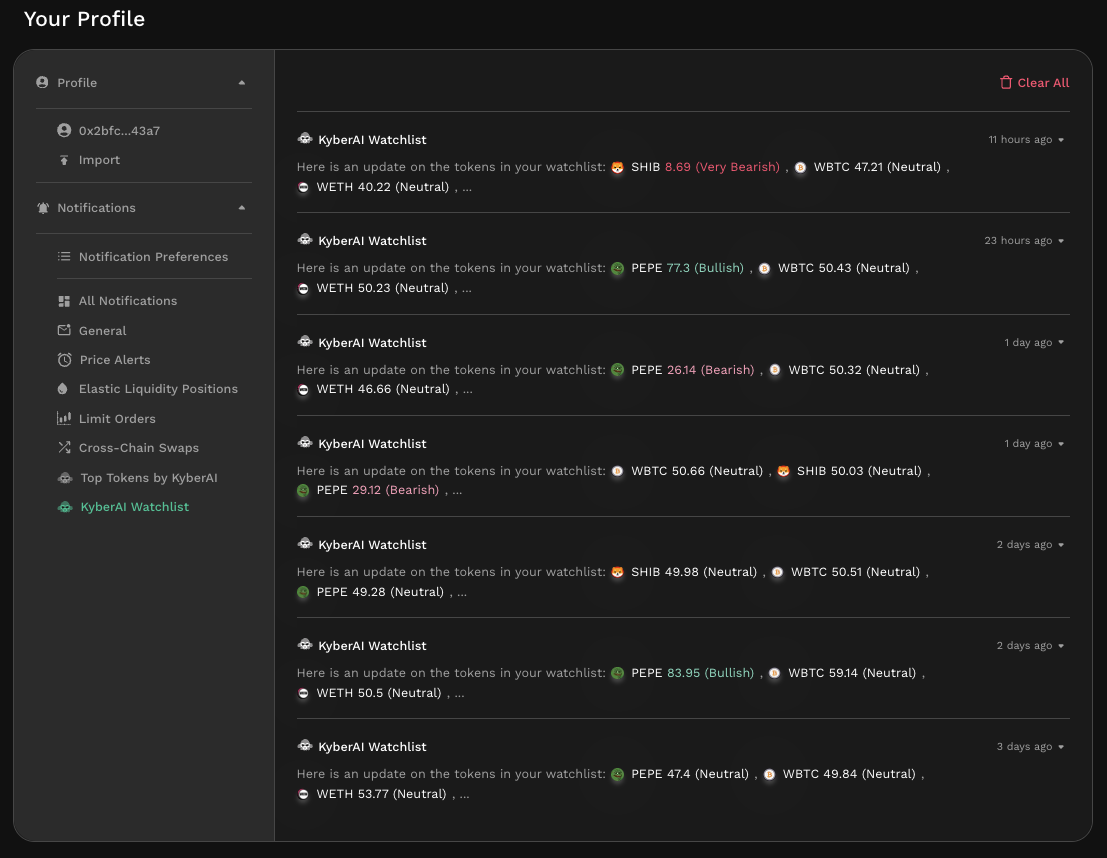 Your Profile
Profile
0x2bfc...43a7
Import
Notifications
Notification Preferences
All Notifications
General
Price Alerts
Elastic Liquidity Positions
Limit Orders
Cross-Chain Swaps
Top Tokens by KyberAI
KyberAI Watchlist
Clear All
KyberAI Watchlist 11 hours ago
Here is an update on the tokens in your watchlist: SHIB 8.69 (Very Bearish) , WBTC 47.21 (Neutral) ,
WETH 40.22 (Neutral) , ...
KyberAI Watchlist 23 hours ago
Here is an update on the tokens in your watchlist: PEPE 77.3 (Bullish) , WBTC 50.43 (Neutral) ,
WETH 50.23 (Neutral) , ...
KyberAI Watchlist 1 day ago
Here is an update on the tokens in your watchlist: PEPE 26.14 (Bearish) , WBTC 50.32 (Neutral) ,
WETH 46.66 (Neutral) , ...
KyberAI Watchlist 1 day ago
Here is an update on the tokens in your watchlist: WBTC 50.66 (Neutral) , SHIB 50.03 (Neutral) ,
PEPE 29.12 (Bearish) , ...
KyberAI Watchlist 2 days ago
Here is an update on the tokens in your watchlist: SHIB 49.98 (Neutral) , WBTC 50.51 (Neutral) ,
PEPE 49.28 (Neutral) , ...
KyberAI Watchlist 2 days ago
Here is an update on the tokens in your watchlist: PEPE 83.95 (Bullish) , WBTC 59.14 (Neutral) ,
WETH 50.5 (Neutral) , ...
KyberAI Watchlist 3 days ago
Here is an update on the tokens in your watchlist: PEPE 47.4 (Neutral) , WBTC 49.84 (Neutral) ,
WETH 53.77 (Neutral) , ...